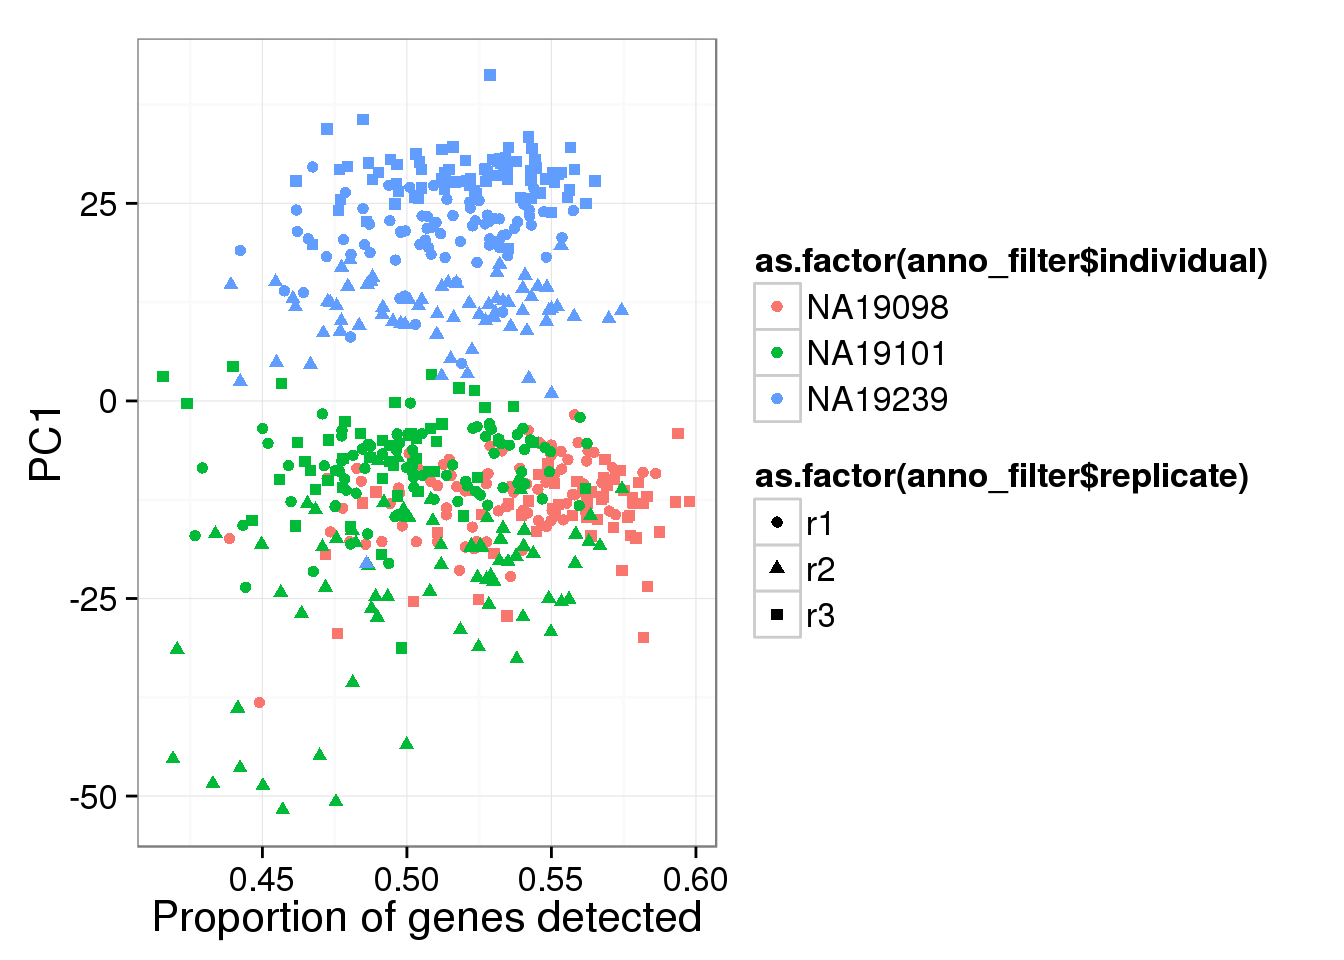 25
0
-25
-50
PC1
0.45 0.50 0.55 0.60
Proportion of genes detected
as.factor(anno_filter$individual)
NA19098
NA19101
NA19239
as.factor(anno_filter$replicate)
r1
r2
r3